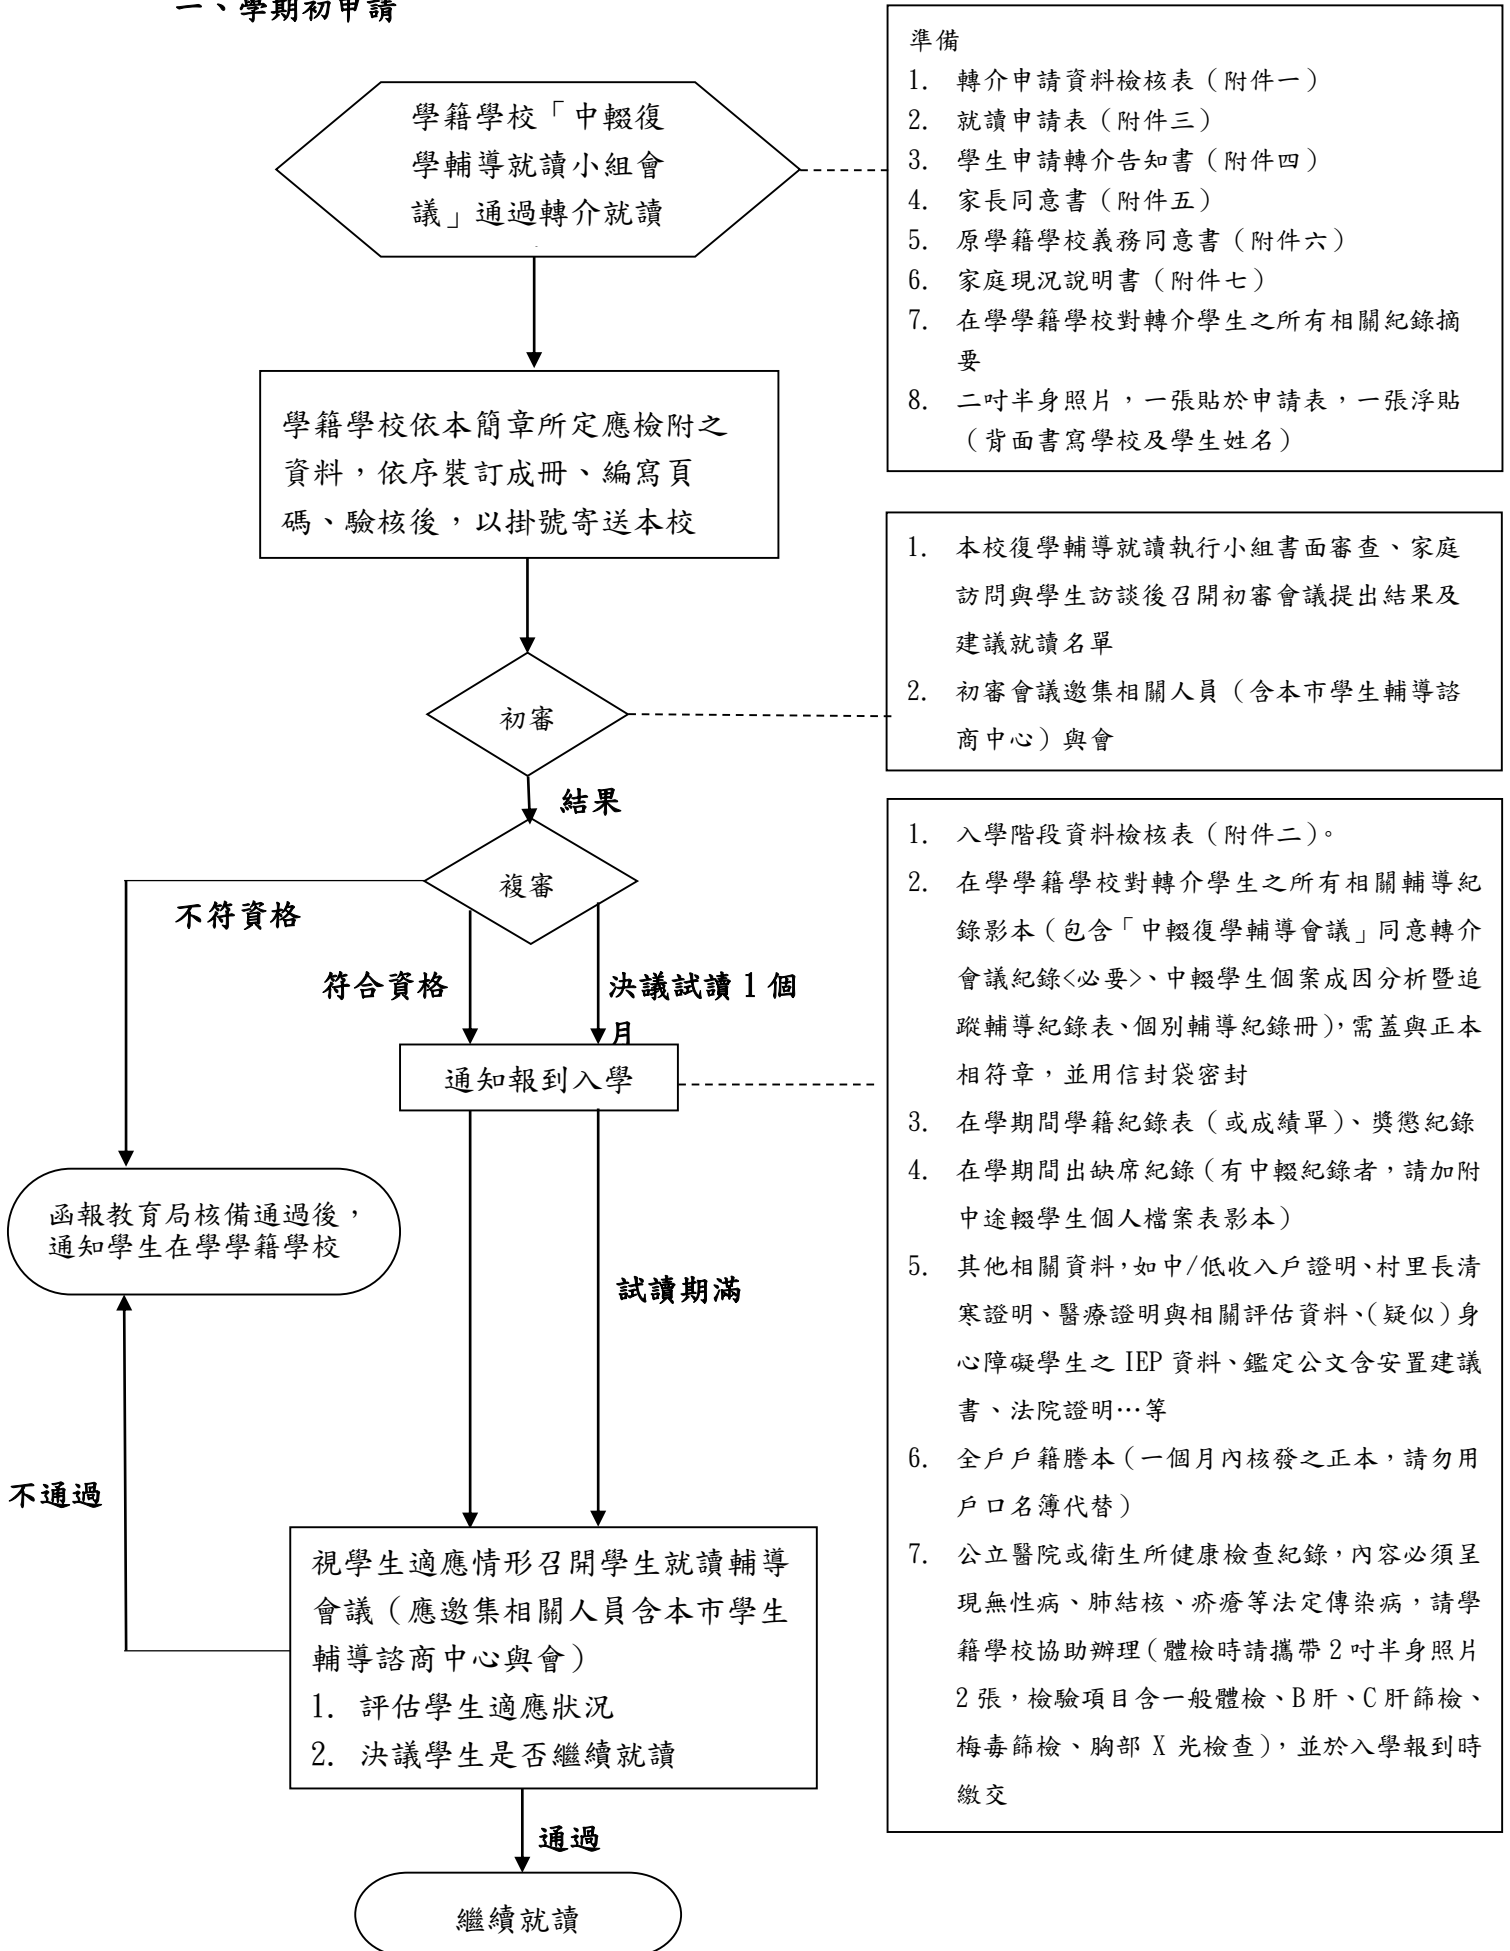 一、學期初申請
學籍學校「中輟復
學輔導就讀小組會
議」通過轉介就讀
準備
1. 轉介申請資料檢核表（附件一）
2. 就讀申請表（附件三）
3. 學生申請轉介告知書（附件四）
4. 家長同意書（附件五）
5. 原學籍學校義務同意書（附件六）
6. 家庭現況說明書（附件七）
7. 在學學籍學校對轉介學生之所有相關紀錄摘
要
8. 二吋半身照片，一張貼於申請表，一張浮貼
（背面書寫學校及學生姓名）
學籍學校依本簡章所定應檢附之
資料，依序裝訂成冊、編寫頁
碼、驗核後，以掛號寄送本校
1. 本校復學輔導就讀執行小組書面審查、家庭
訪問與學生訪談後召開初審會議提出結果及
建議就讀名單
2. 初審會議邀集相關人員（含本市學生輔導諮
商中心）與會
初審
結果
複審
不符資格
符合資格
決議試讀 1 個
月
通知報到入學
1. 入學階段資料檢核表（附件二）。
2. 在學學籍學校對轉介學生之所有相關輔導紀
錄影本（包含「中輟復學輔導會議」同意轉介
會議紀錄<必要>、中輟學生個案成因分析暨追
蹤輔導紀錄表、個別輔導紀錄冊），需蓋與正本
相符章，並用信封袋密封
3. 在學期間學籍紀錄表（或成績單）、獎懲紀錄
4. 在學期間出缺席紀錄（有中輟紀錄者，請加附
中途輟學生個人檔案表影本）
5. 其他相關資料，如中/低收入戶證明、村里長清
寒證明、醫療證明與相關評估資料、（疑似）身
心障礙學生之 IEP 資料、鑑定公文含安置建議
書、法院證明…等
6. 全戶戶籍謄本（一個月內核發之正本，請勿用
戶口名簿代替）
7. 公立醫院或衛生所健康檢查紀錄，內容必須呈
現無性病、肺結核、疥瘡等法定傳染病，請學
籍學校協助辦理（體檢時請攜帶 2 吋半身照片
2 張，檢驗項目含一般體檢、B 肝、C 肝篩檢、
梅毒篩檢、胸部 X 光檢查），並於入學報到時
繳交
函報教育局核備通過後，
通知學生在學學籍學校
試讀期滿
不通過
視學生適應情形召開學生就讀輔導
會議（應邀集相關人員含本市學生
輔導諮商中心與會）
1. 評估學生適應狀況
2. 決議學生是否繼續就讀
通過
繼續就讀